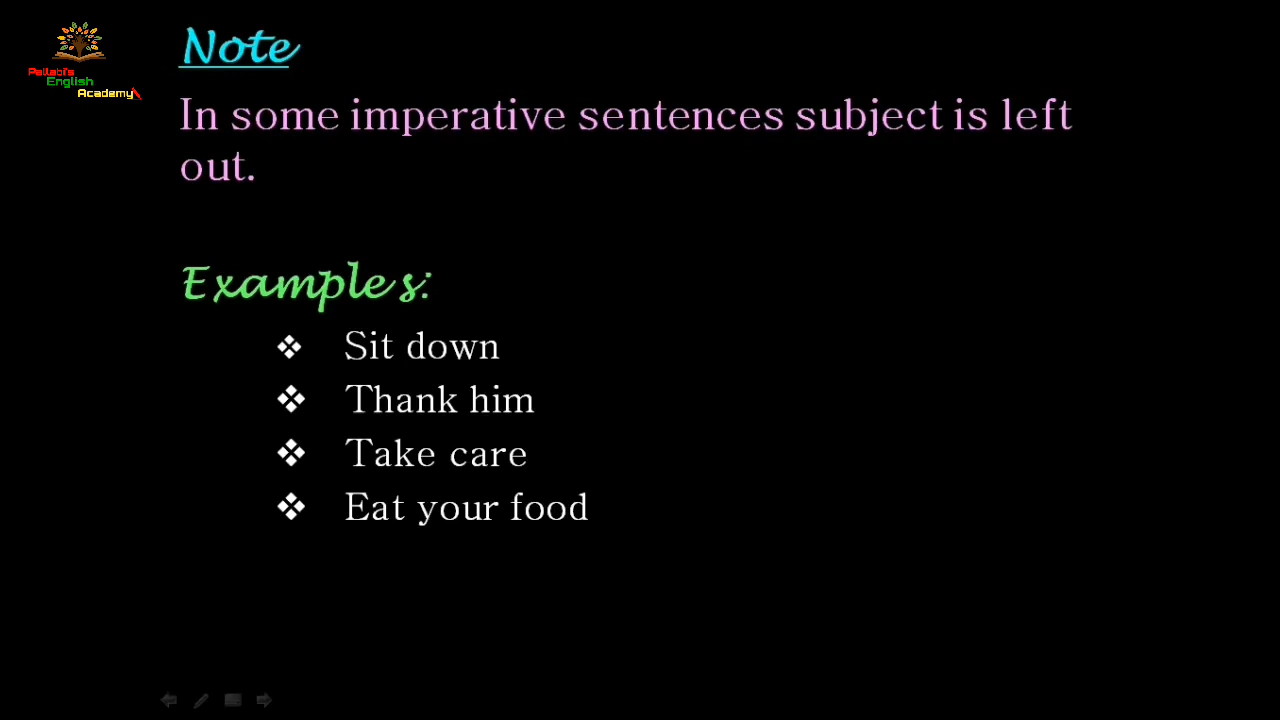 Pallabi's
English
Academy
Note
In some imperative sentences subject is left
out.
Examples:
❖ Sit down
❖ Thank him
❖ Take care
❖ Eat your food